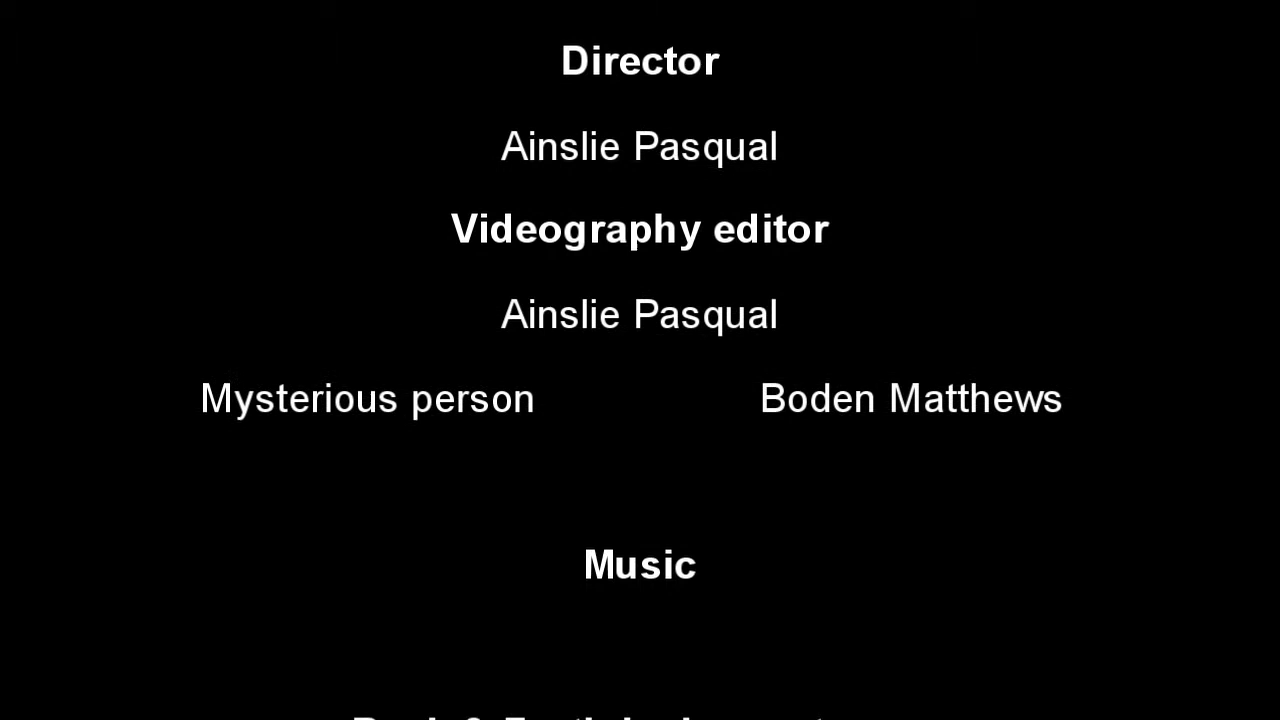 Director
Ainslie Pasqual
Videography editor
Ainslie Pasqual
Mysterious person Boden Matthews
Music